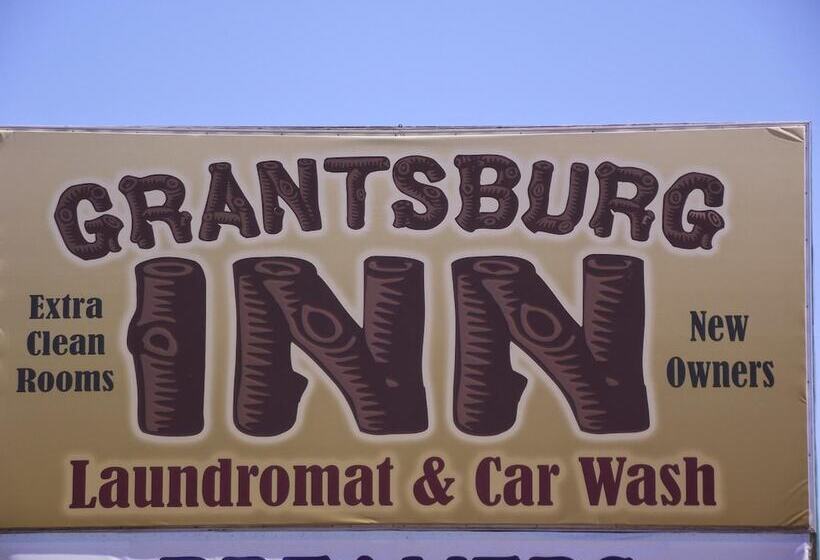 GRANTSBURG
INN
Extra
Clean
Rooms
New
Owners
Laundromat & Car Wash